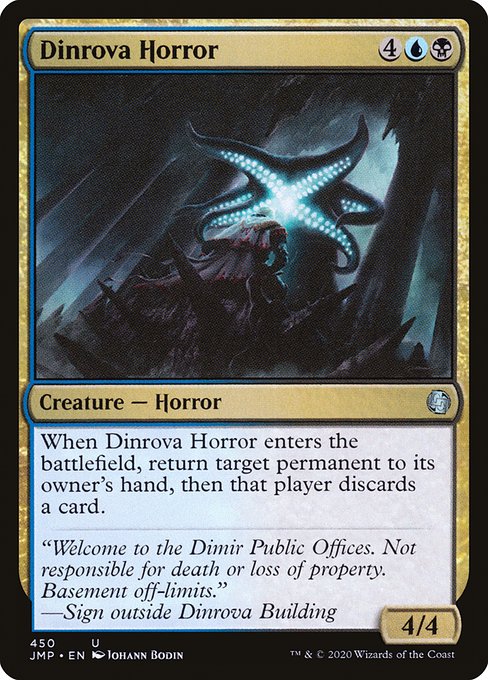 Dinrova Horror 4
Creature — Horror
When Dinrova Horror enters the
battlefield, return target permanent to its
owner's hand, then that player discards
a card.
“Welcome to the Dimir Public Offices. Not
responsible for death or loss of property.
Basement off-limits.”
—Sign outside Dinrova Building
4/4
450 U
JMP • EN Johann Bodin
™ & © 2020 Wizards of the Coast